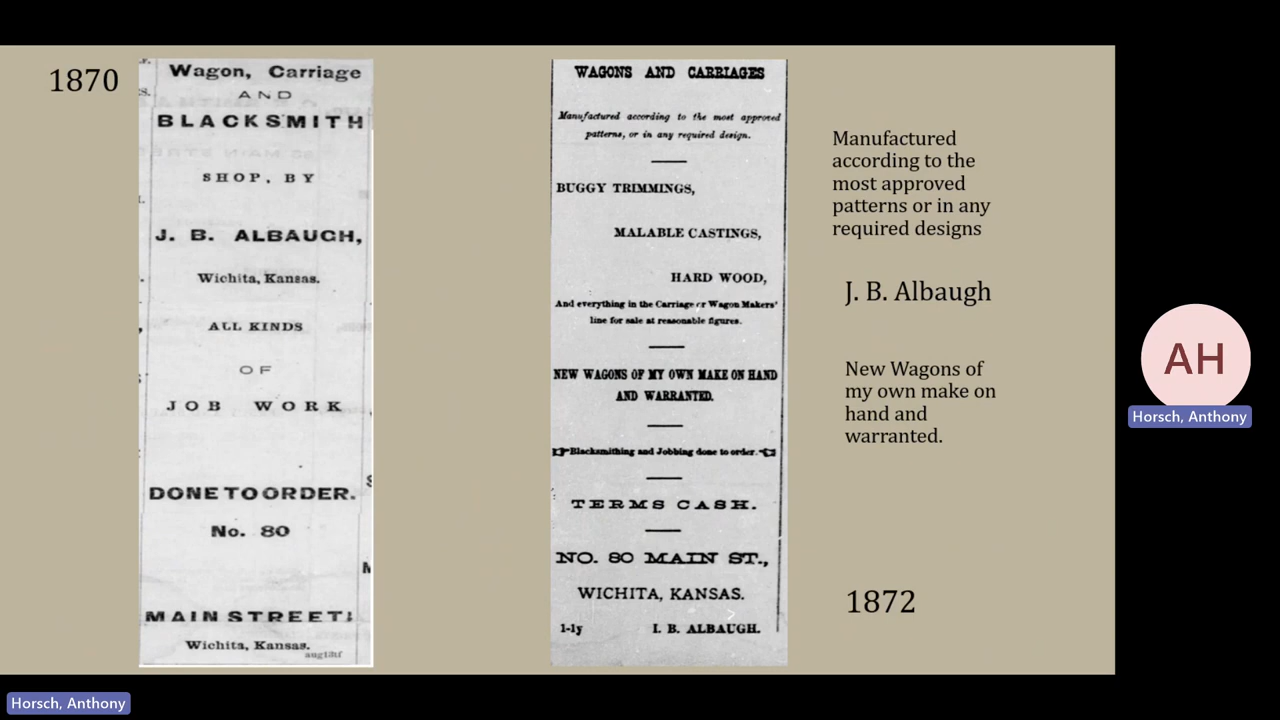 1870
Wagon, Carriage
AND
BLACKSMITH
SHOP, BY
J. B. ALBAUGH,
Wichita, Kansas.
ALL KINDS
OF
JOB WORK
DONE TO ORDER.
No. 80
MAIN STREET!
Wichita, Kansas.
WAGONS AND CARRIAGES
Manufactured according to the most approved
patterns, or in any required design.
BUGGY TRIMMINGS,
MALABLE CASTINGS,
HARD WOOD,
And everything in the Carriage or Wagon Makers'
line for sale at reasonable figures.
NEW WAGONS OF MY OWN MAKE ON HAND
AND WARRANTED.
Blacksmithing and Jobbing done to order.
TERMS CASH.
NO. 80 MAIN ST.,
WICHITA, KANSAS.
1-ly I. B. ALBAUGH.
Manufactured
according to the
most approved
patterns or in any
required designs
J. B. Albaugh
New Wagons of
my own make on
hand and
warranted.
1872
AH
Horsch, Anthony
Horsch, Anthony